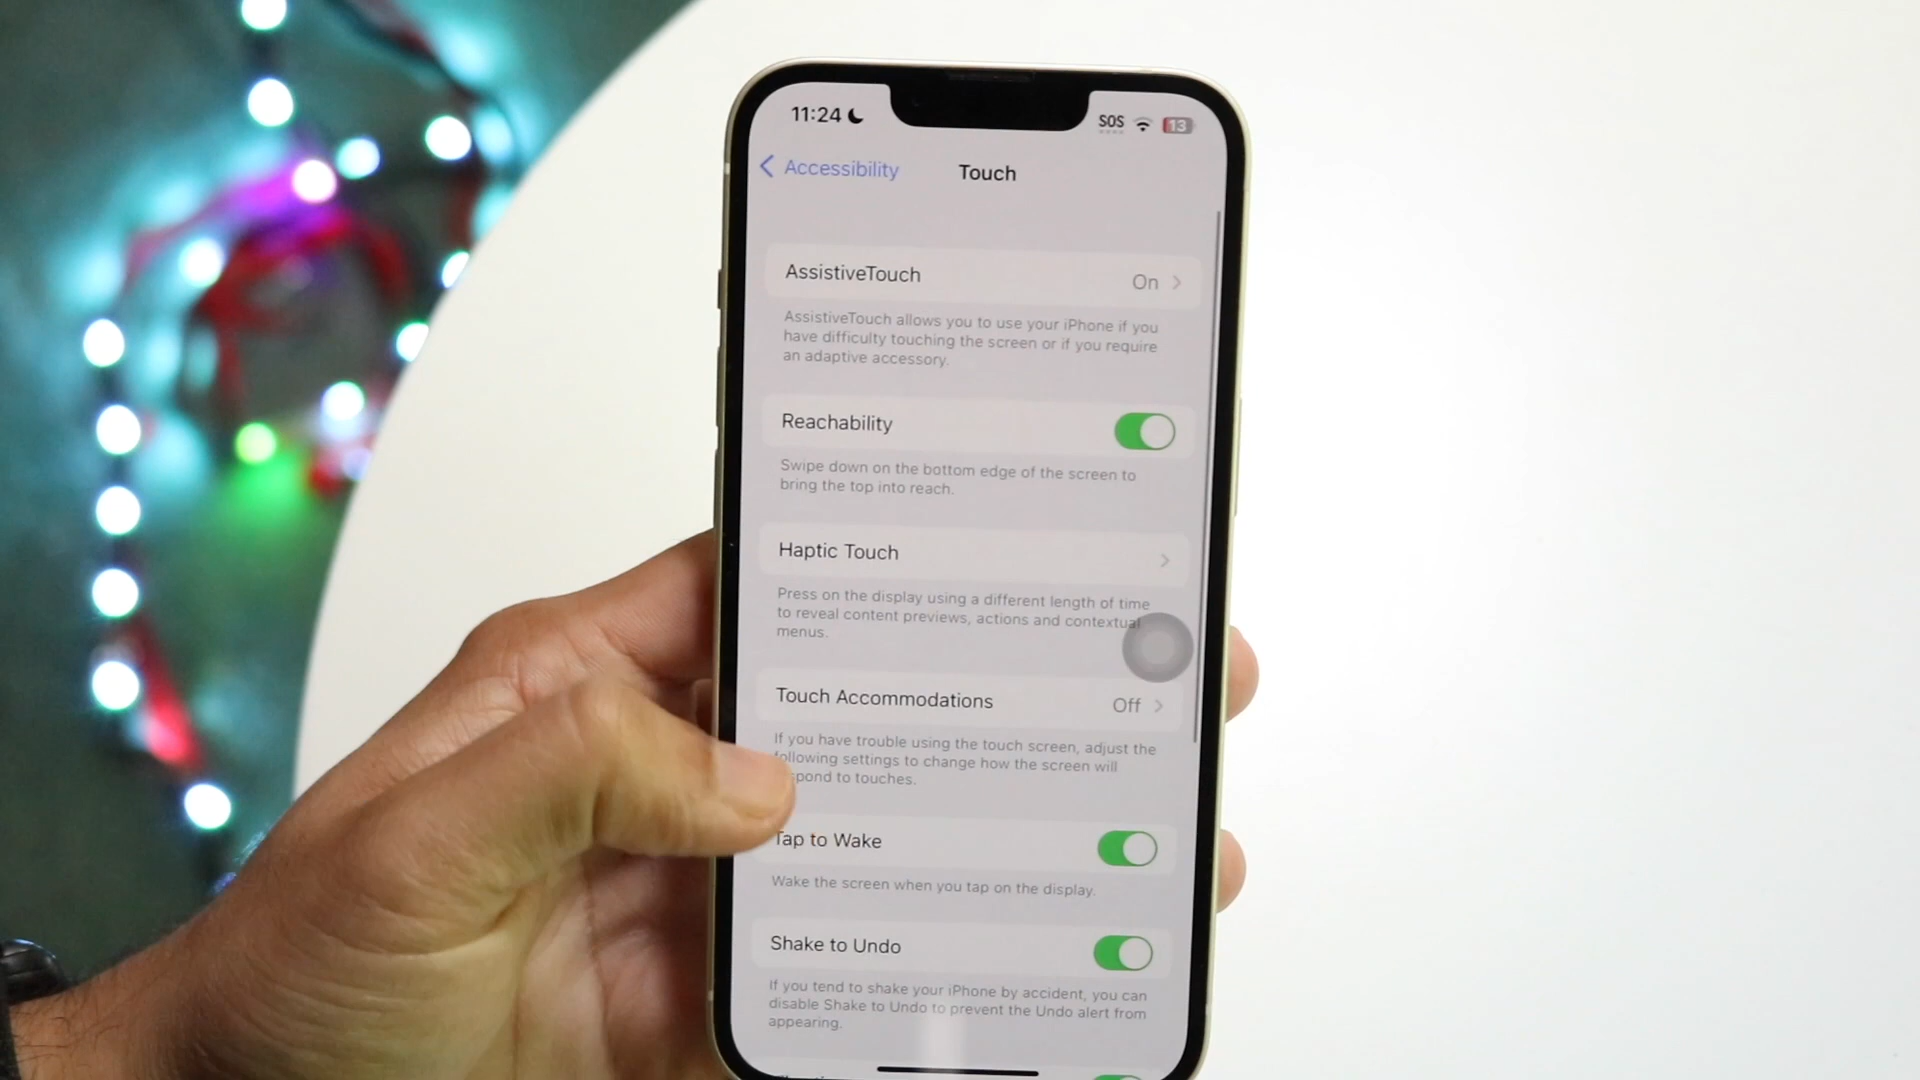 11:24
SOS
13
Accessibility
Touch
AssistiveTouch
On
AssistiveTouch allows you to use your iPhone if you
have difficulty touching the screen or if you require
an adaptive accessory.
Reachability
Swipe down on the bottom edge of the screen to
bring the top into reach.
Haptic Touch
Press on the display using a different length of time
to reveal content previews, actions and contextual
menus.
Touch Accommodations
Off
If you have trouble using the touch screen, adjust the
following settings to change how the screen will
spond to touches.
Tap to Wake
Wake the screen when you tap on the display.
Shake to Undo
If you tend to shake your iPhone by accident, you can
disable Shake to Undo to prevent the Undo alert from
appearing.